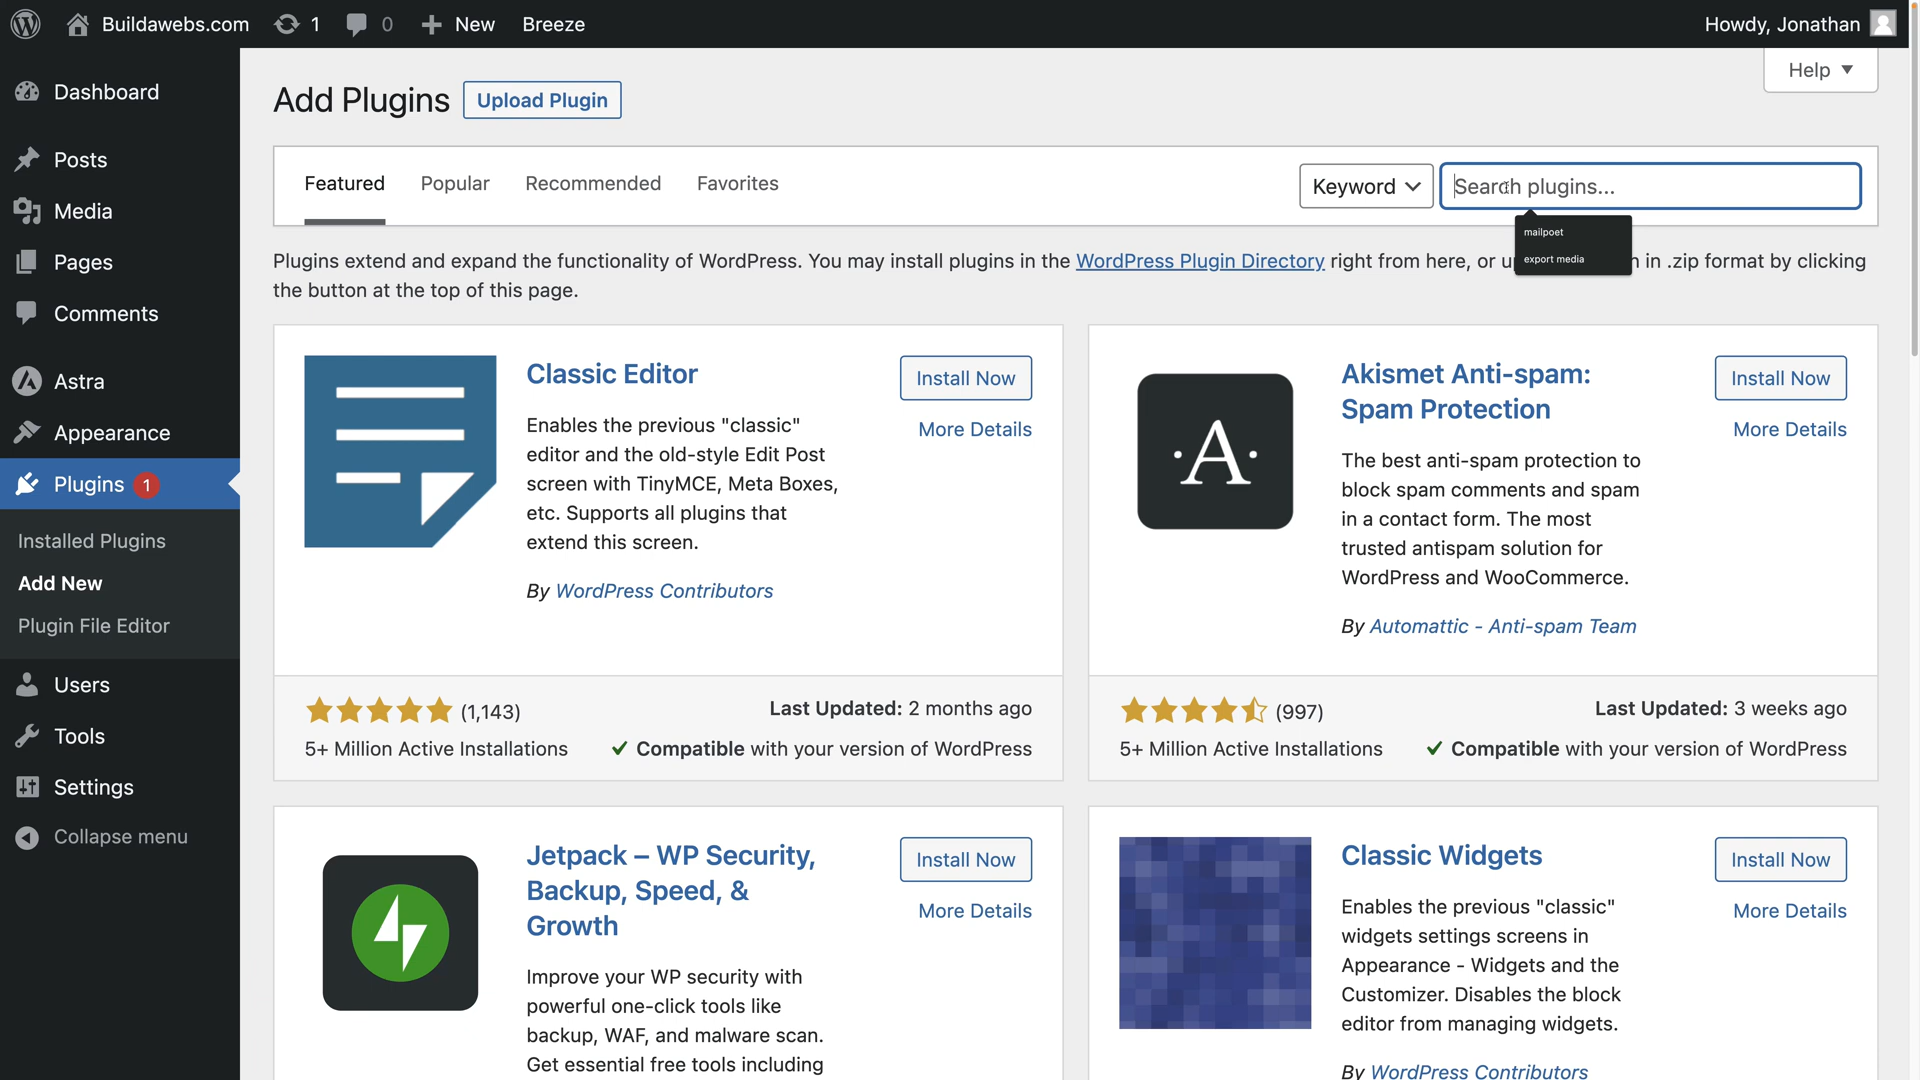 Buildawebs.com
1
0
New
Breeze
Howdy, Jonathan
Help
Dashboard
Posts
Media
Pages
Comments
Astra
Appearance
Plugins 1
Installed Plugins
Add New
Plugin File Editor
Users
Tools
Settings
Collapse menu
Add Plugins
Upload Plugin
Featured
Popular
Recommended
Favorites
Keyword
Search plugins...
mailpoet
export media
Plugins extend and expand the functionality of WordPress. You may install plugins in the WordPress Plugin Directory right from here, or in .zip format by clicking
the button at the top of this page.
Classic Editor
Install Now
More Details
Enables the previous "classic"
editor and the old-style Edit Post
screen with TinyMCE, Meta Boxes,
etc. Supports all plugins that
extend this screen.
By WordPress Contributors
(1,143)
Last Updated: 2 months ago
5+ Million Active Installations
✓ Compatible with your version of WordPress
A
Akismet Anti-spam:
Spam Protection
Install Now
More Details
The best anti-spam protection to
block spam comments and spam
in a contact form. The most
trusted antispam solution for
WordPress and WooCommerce.
By Automattic - Anti-spam Team
(997)
Last Updated: 3 weeks ago
5+ Million Active Installations
✓ Compatible with your version of WordPress
Jetpack – WP Security,
Backup, Speed, &
Growth
Install Now
More Details
Improve your WP security with
powerful one-click tools like
backup, WAF, and malware scan.
Get essential free tools including
Classic Widgets
Install Now
More Details
Enables the previous "classic"
widgets settings screens in
Appearance - Widgets and the
Customizer. Disables the block
editor from managing widgets.
By WordPress Contributors